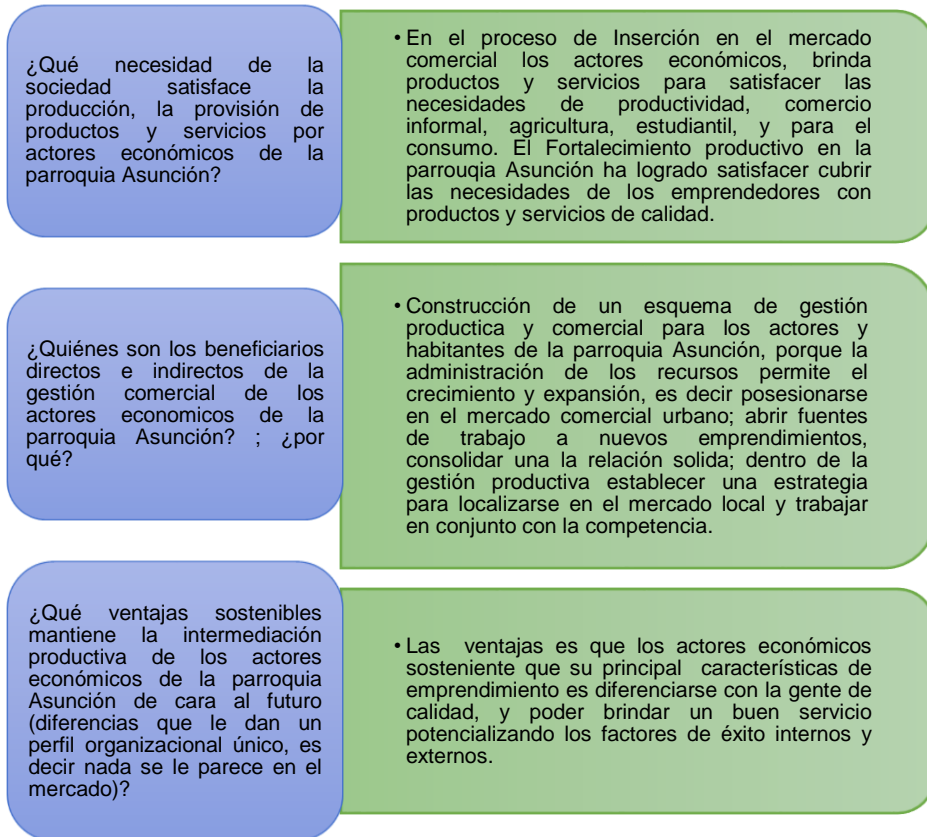 ¿Qué necesidad de la
sociedad satisface la
producción, la provisión de
productos y servicios por
actores económicos de la
parroquia Asunción?
• En el proceso de Inserción en el mercado
comercial los actores económicos, brinda
productos y servicios para satisfacer las
necesidades de productividad, comercio
informal, agricultura, estudiantil, y para el
consumo. El Fortalecimiento productivo en la
parrouqia Asunción ha logrado satisfacer cubrir
las necesidades de los emprendedores con
productos y servicios de calidad.
¿Quiénes son los beneficiarios
directos e indirectos de la
gestión comercial de los
actores economicos de la
parroquia Asunción? ; ¿por
qué?
• Construcción de un esquema de gestión
productica y comercial para los actores y
habitantes de la parroquia Asunción, porque la
administración de los recursos permite el
crecimiento y expansión, es decir posesionarse
en el mercado comercial urbano; abrir fuentes
de trabajo a nuevos emprendimientos,
consolidar una la relación solida; dentro de la
gestión productiva establecer una estrategia
para localizarse en el mercado local y trabajar
en conjunto con la competencia.
¿Qué ventajas sostenibles
mantiene la intermediación
productiva de los actores
económicos de la parroquia
Asunción de cara al futuro
(diferencias que le dan un
perfil organizacional único, es
decir nada se le parece en el
mercado)?
• Las ventajas es que los actores económicos
sosteniente que su principal características de
emprendimiento es diferenciarse con la gente de
calidad, y poder brindar un buen servicio
potencializando los factores de éxito internos y
externos.